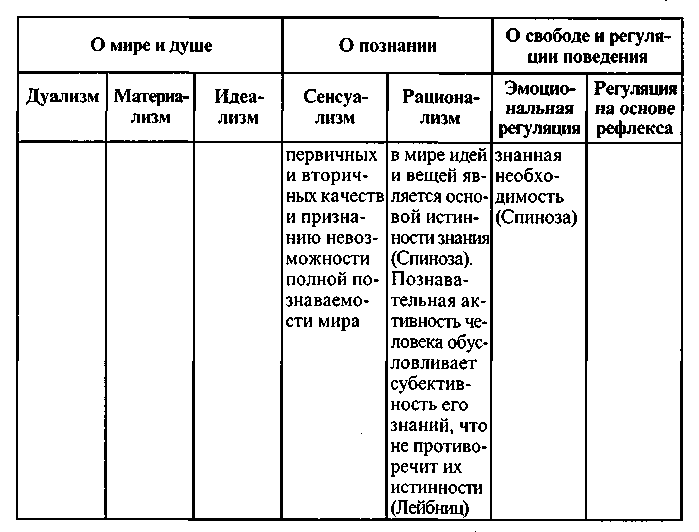 О мире и душе
О познании
О свободе и регуля-
ции поведения
Дуализм
Материа-
лизм
Идеа-
лизм
Сенсуа-
лизм
Рациона-
лизм
Эмоцио-
нальная
регуляция
Регуляция
на основе
рефлекса
первичных
и вторич-
ных качеств
и призна-
нию невоз-
можности
полной по-
знаваемо-
сти мира
в мире идей
и вещей яв-
ляется осно-
вой истин-
ности знания
(Спиноза).
Познава-
тельная ак-
тивность че-
ловека обус-
ловливает
субектив-
ность его
знаний, что
не противо-
речит их
истинности
(Лейбниц)
знанная
необхо-
димость
(Спиноза)